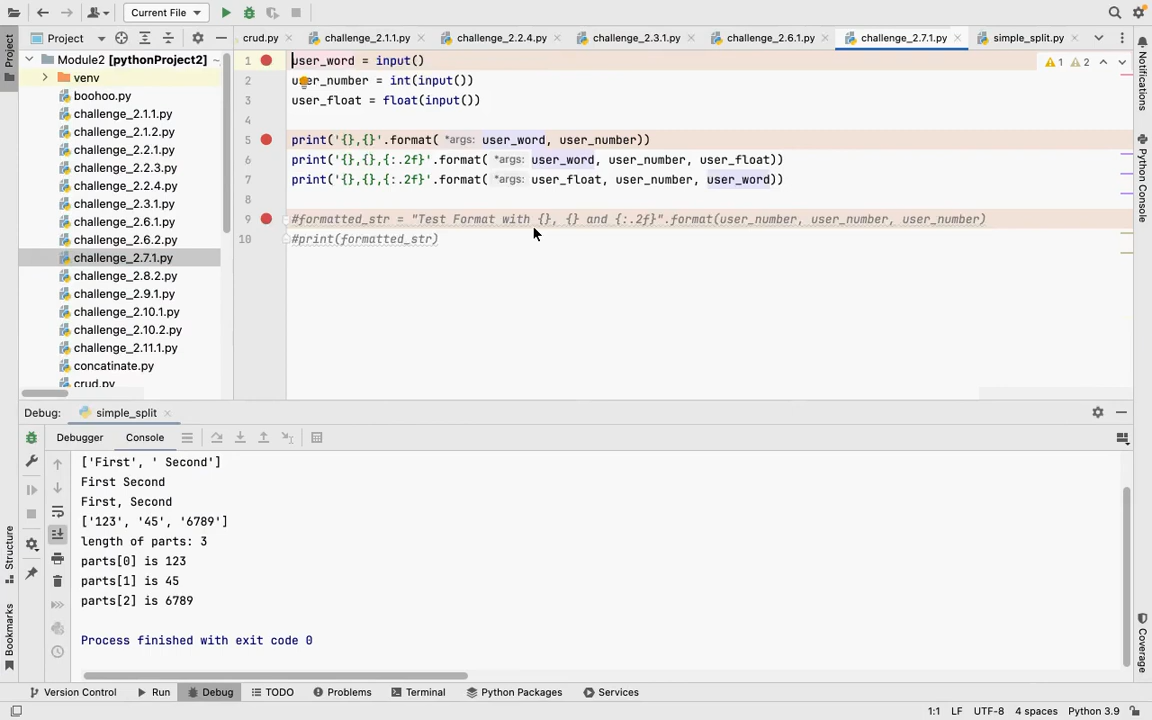 Current File
Project
crud.py
challenge_2.1.1.py
challenge_2.2.4.py
challenge_2.3.1.py
challenge_2.6.1.py
challenge_2.7.1.py
simple_split.py
Project
Module2 [pythonProject2] ~
venv
boohoo.py
challenge_2.1.1.py
challenge_2.1.2.py
challenge_2.2.1.py
challenge_2.2.3.py
challenge_2.2.4.py
challenge_2.3.1.py
challenge_2.6.1.py
challenge_2.6.2.py
challenge_2.7.1.py
challenge_2.8.2.py
challenge_2.9.1.py
challenge_2.10.1.py
challenge_2.10.2.py
challenge_2.11.1.py
concatinate.py
crud.py
1 user_word = input()
2 user_number = int(input())
3 user_float = float(input())
4
5 print('{},{}'.format( *args: user_word, user_number))
6 print('{},{},{:.2f}'.format( *args: user_word, user_number, user_float))
7 print('{},{},{:.2f}'.format( *args: user_float, user_number, user_word))
8
9 #formatted_str = "Test Format with {}, {} and {:.2f}".format(user_number, user_number, user_number)
10 #print(formatted_str)
1 2
Notifications
Python Console
Coverage
Debug: simple_split
Debugger Console
['First', ' Second']
First Second
First, Second
['123', '45', '6789']
length of parts: 3
parts[0] is 123
parts[1] is 45
parts[2] is 6789
Process finished with exit code 0
Structure
Bookmarks
Version Control Run Debug TODO Problems Terminal Python Packages Services
1:1 LF UTF-8 4 spaces Python 3.9